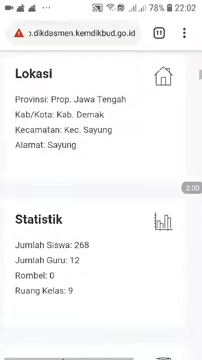 78% 22:02
o.dikdasmen.kemdikbud.go.id
11
Lokasi
Provinsi: Prop. Jawa Tengah
Kab/Kota: Kab. Demak
Kecamatan: Kec. Sayung
Alamat: Sayung
2:00
Statistik
Jumlah Siswa: 268
Jumlah Guru: 12
Rombel: 0
Ruang Kelas: 9